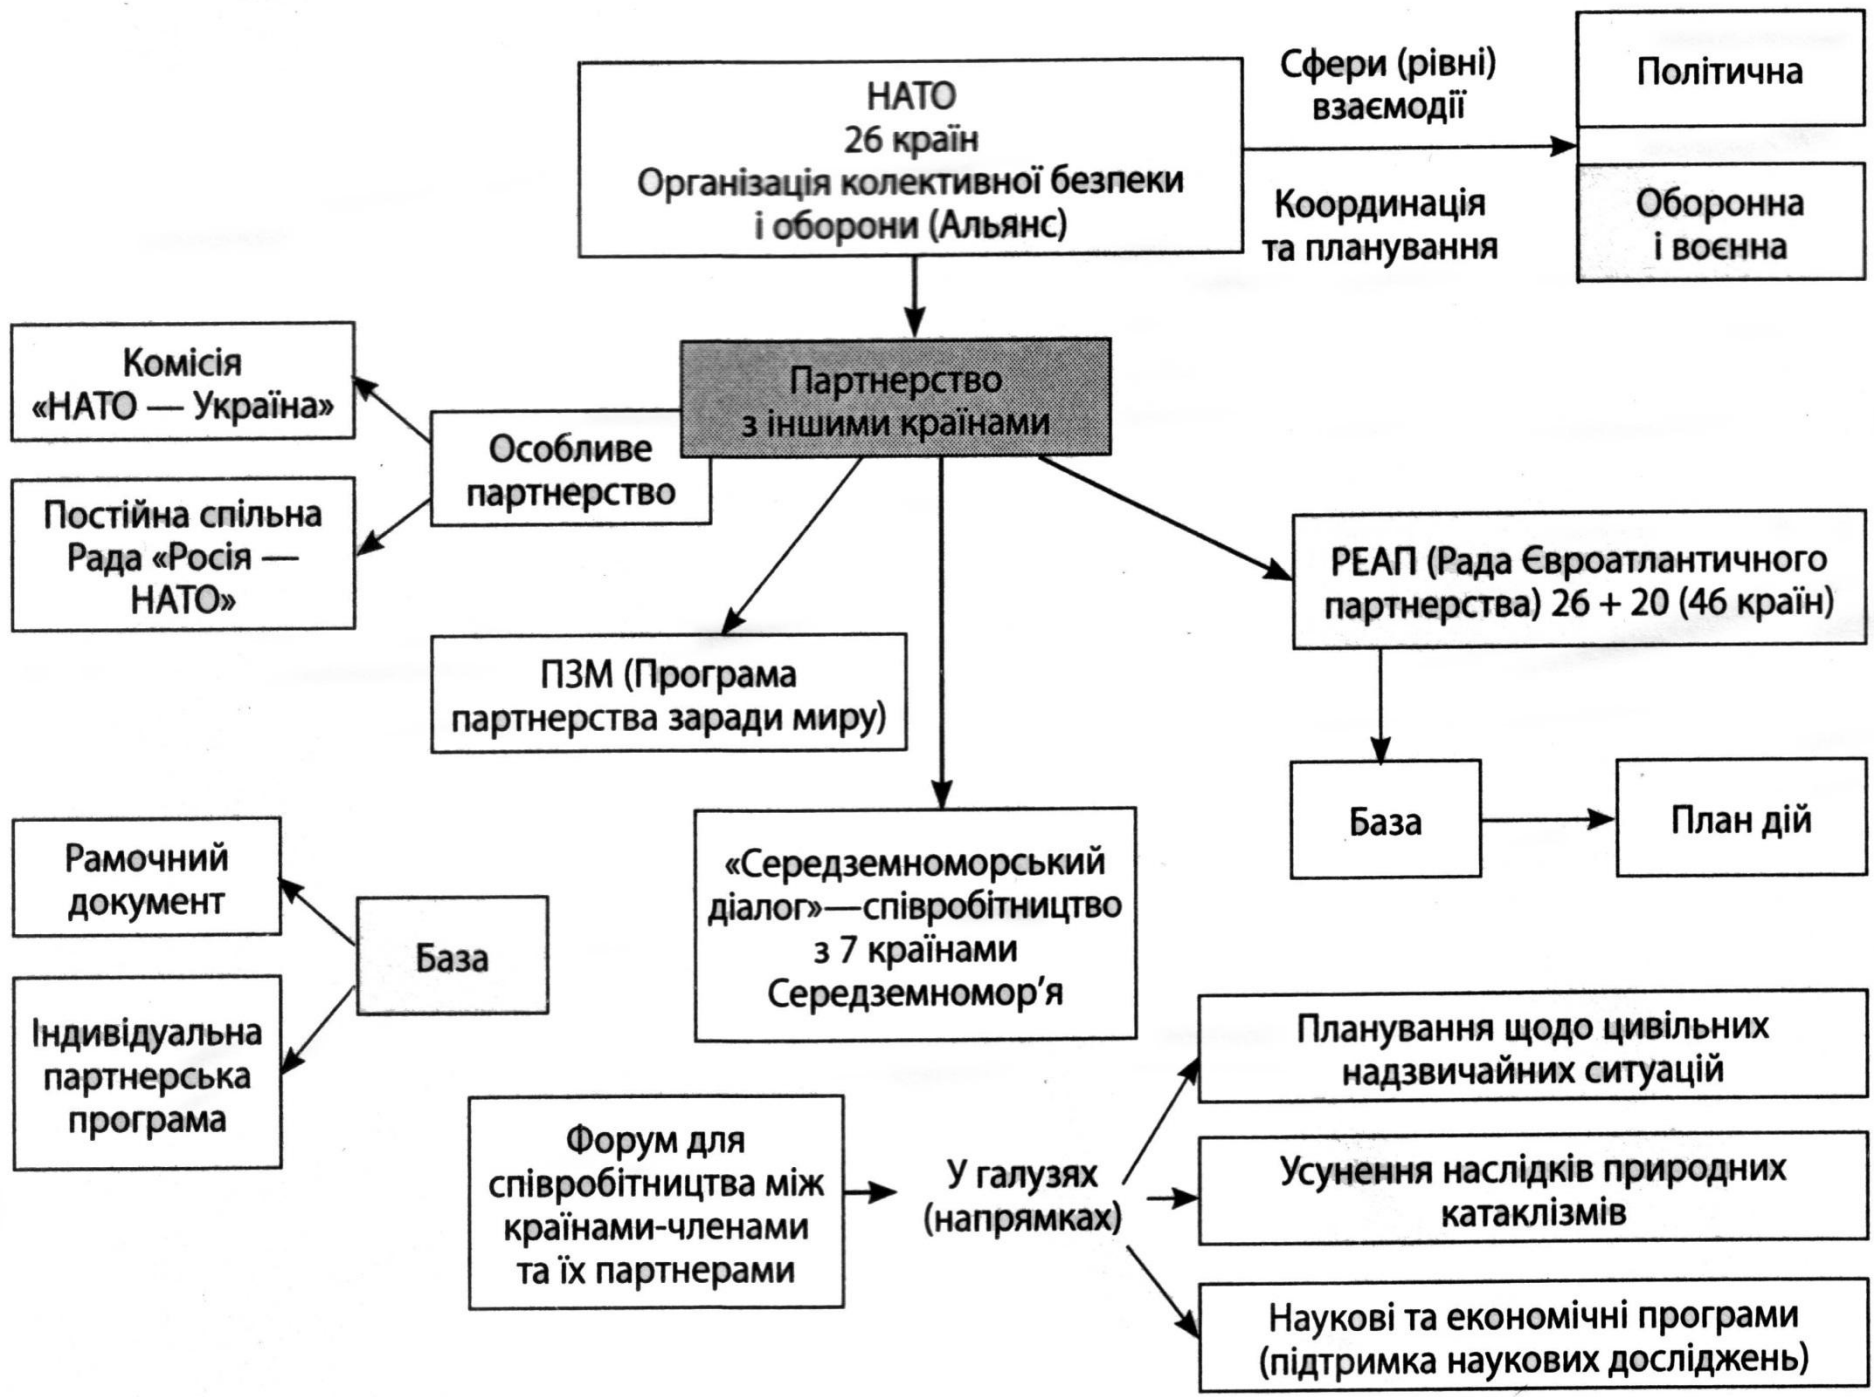 НАТО
26 країн
Організація колективної безпеки
і оборони (Альянс)
Сфери (рівні)
взаємодії
Координація
та планування
Політична
Оборонна
і воєнна
Партнерство
з іншими країнами
Комісія
«НАТО — Україна»
Особливе
партнерство
Постійна спільна
Рада «Росія —
НАТО»
РЕАП (Рада Євроатлантичного
партнерства) 26 + 20 (46 країн)
ПЗМ (Програма
партнерства заради миру)
База
План дій
«Середземноморський
діалог»—співробітництво
з 7 країнами
Середземномор’я
Рамочний
документ
База
Індивідуальна
партнерська
програма
Форум для
співробітництва між
країнами-членами
та їх партнерами
У галузях
(напрямках)
Планування щодо цивільних
надзвичайних ситуацій
Усунення наслідків природних
катаклізмів
Наукові та економічні програми
(підтримка наукових досліджень)